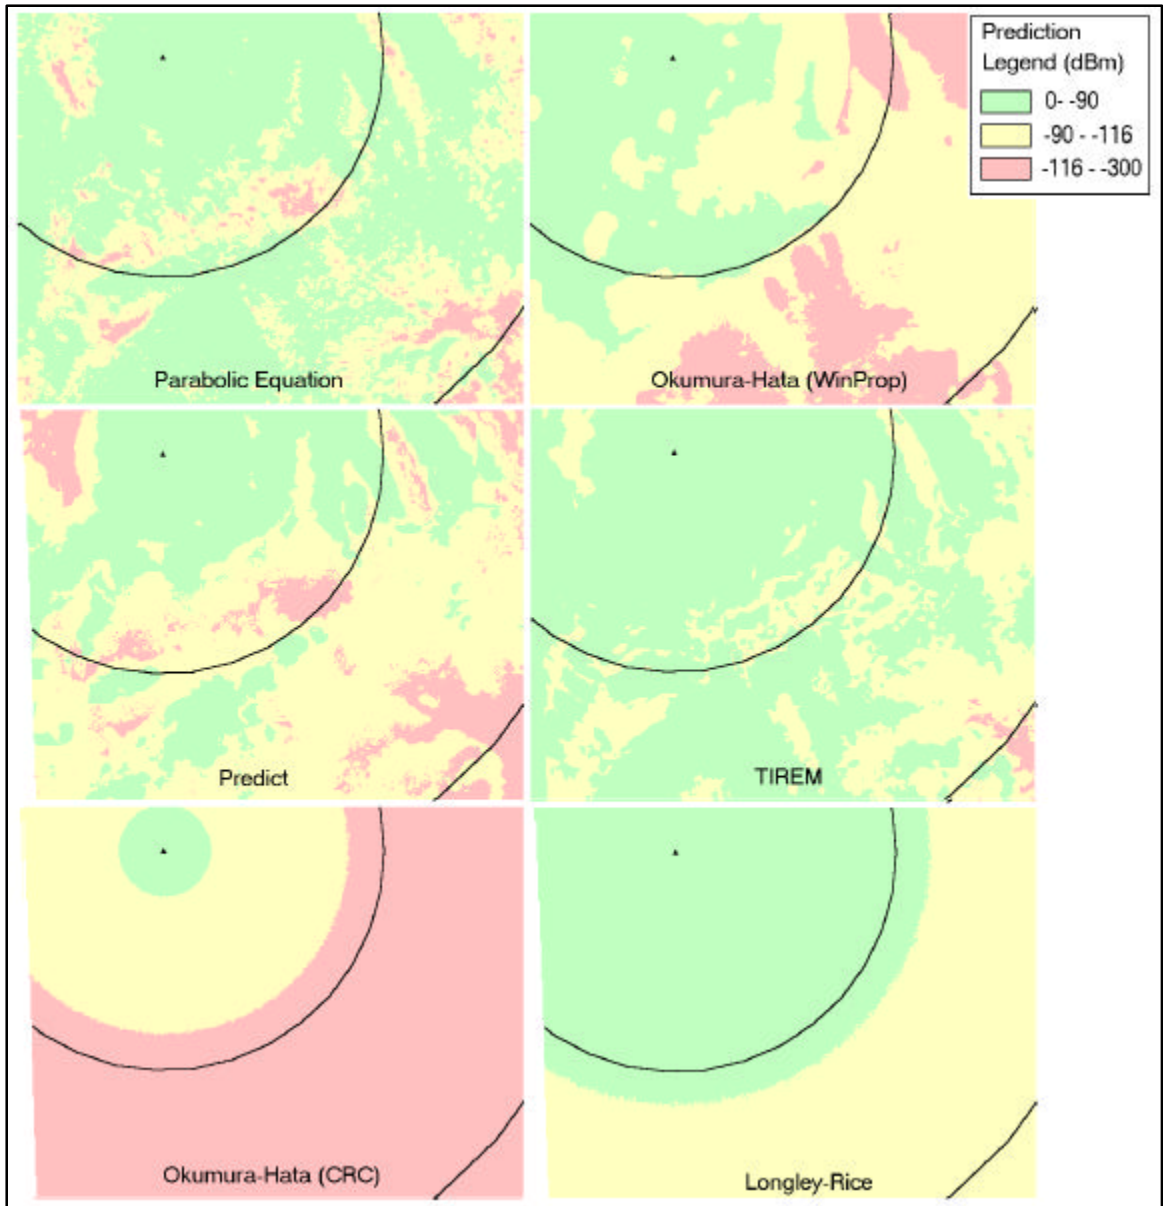 Prediction
Legend (dBm)
0- -90
-90 - -116
-116 - -300
Parabolic Equation
Okumura-Hata (WinProp)
Predict
TIREM
Okumura-Hata (CRC)
Longley-Rice